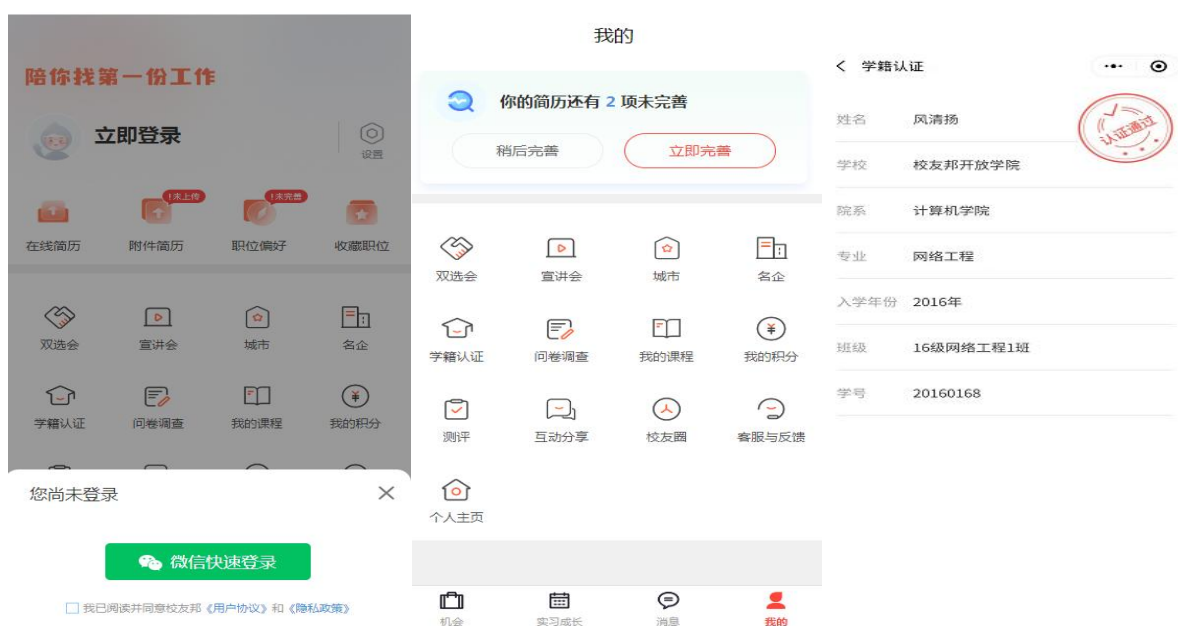 陪你找第一份工作
立即登录
设置
!未上传
!未完善
在线简历 附件简历 职位偏好 收藏职位
双选会 宣讲会 城市 名企
学籍认证 问卷调查 我的课程 我的积分
您尚未登录
微信快速登录
我已阅读并同意校友邦《用户协议》和《隐私政策》
我的
你的简历还有 2 项未完善
稍后完善 立即完善
双选会 宣讲会 城市 名企
学籍认证 问卷调查 我的课程 我的积分
测评 互动分享 校友圈 客服与反馈
个人主页
机会 实习成长 消息 我的
学籍认证
认证通过
姓名 风清扬
学校 校友邦开放学院
院系 计算机学院
专业 网络工程
入学年份 2016年
班级 16级网络工程1班
学号 20160168